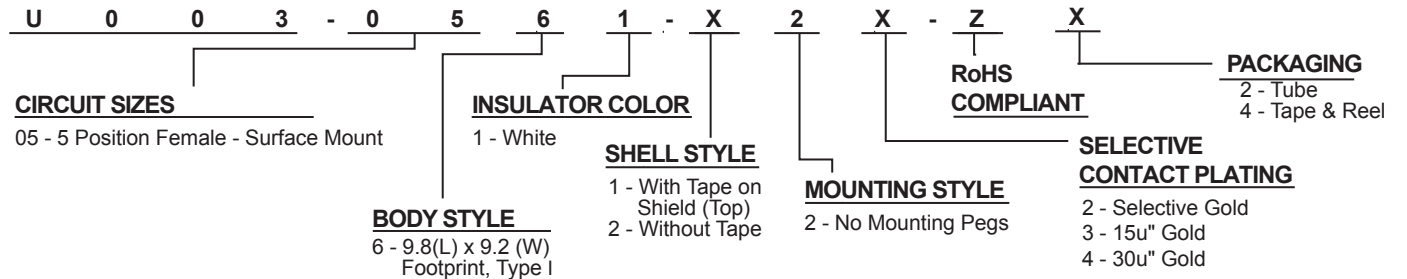 U 0 0 3 - 0 5 6 1 - X 2 X - Z X
CIRCUIT SIZES
05 - 5 Position Female - Surface Mount
BODY STYLE
6 - 9.8(L) x 9.2 (W)
Footprint, Type I
INSULATOR COLOR
1 - White
SHELL STYLE
1 - With Tape on
Shield (Top)
2 - Without Tape
MOUNTING STYLE
2 - No Mounting Pegs
RoHS
COMPLIANT
SELECTIVE
CONTACT PLATING
2 - Selective Gold
3 - 15u" Gold
4 - 30u" Gold
PACKAGING
2 - Tube
4 - Tape & Reel